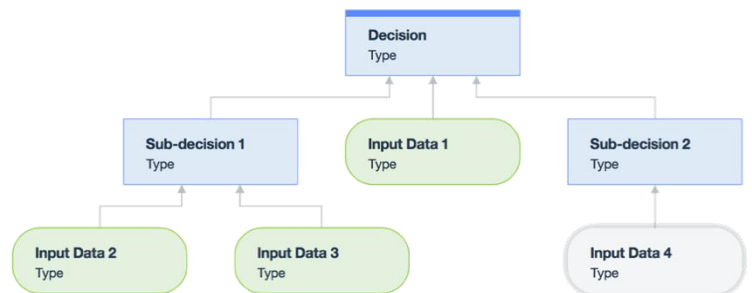 Decision
Type
Sub-decision 1
Type
Input Data 1
Type
Sub-decision 2
Type
Input Data 2
Type
Input Data 3
Type
Input Data 4
Type